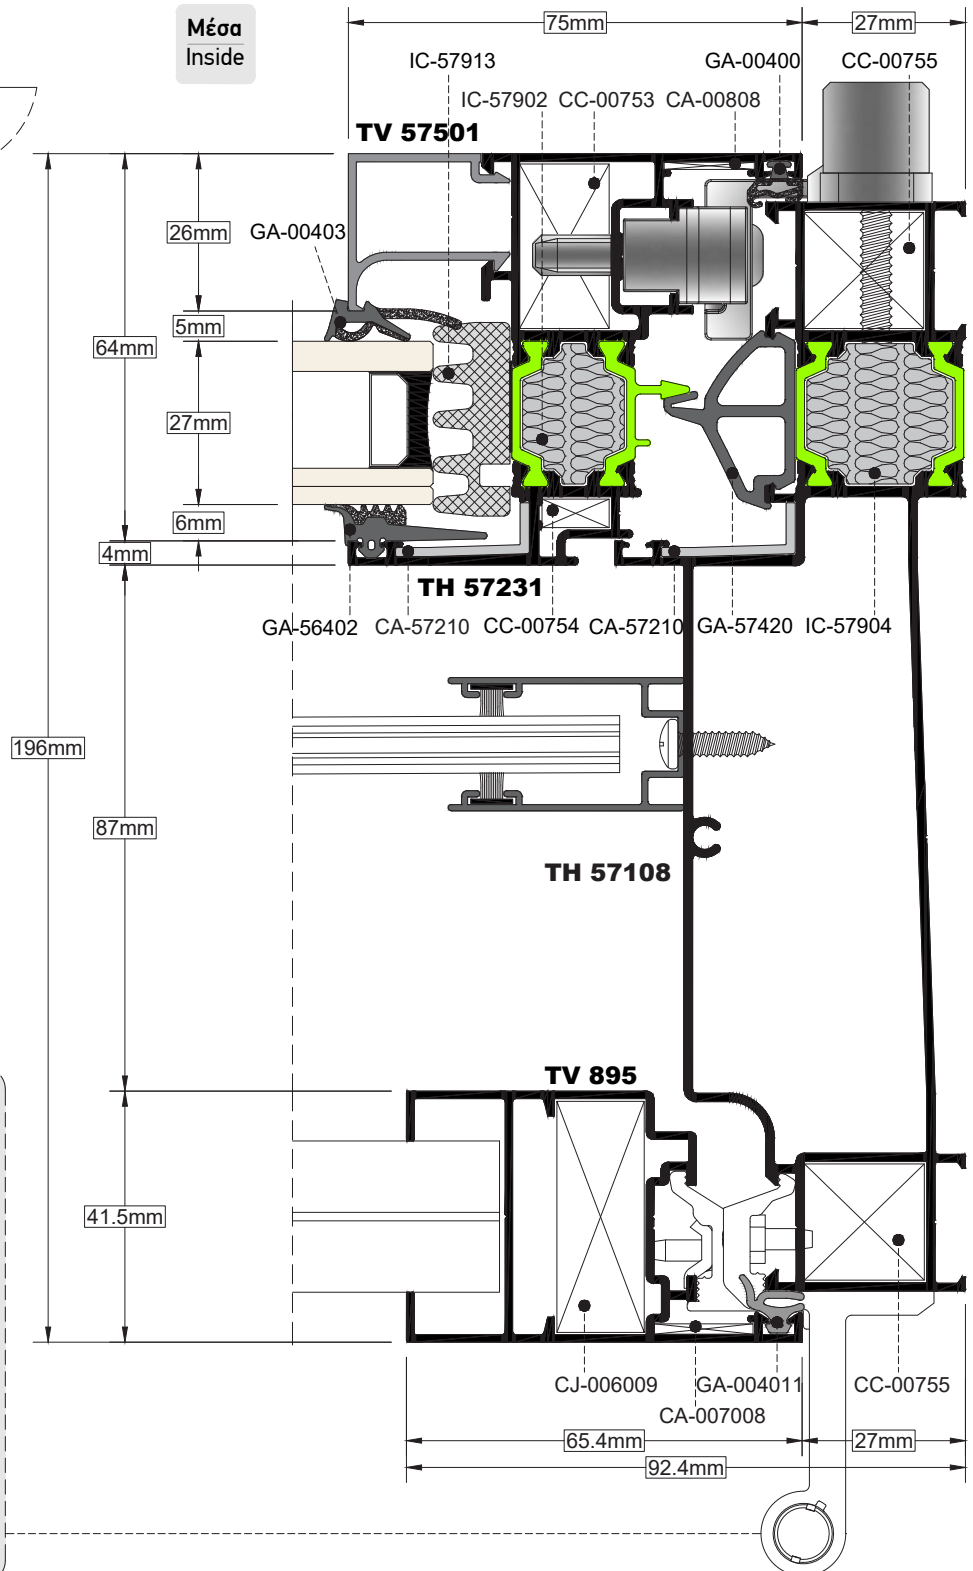 Μέσα
Inside
75mm
27mm
IC-57913
GA-00400
CC-00755
IC-57902
CC-00753
CA-00808
TV 57501
26mm
GA-00403
5mm
64mm
27mm
6mm
4mm
TH 57231
GA-56402
CA-57210
CC-00754
CA-57210
GA-57420
IC-57904
196mm
87mm
TH 57108
TV 895
41.5mm
CJ-006009
GA-004011
CC-00755
CA-007008
65.4mm
27mm
92.4mm